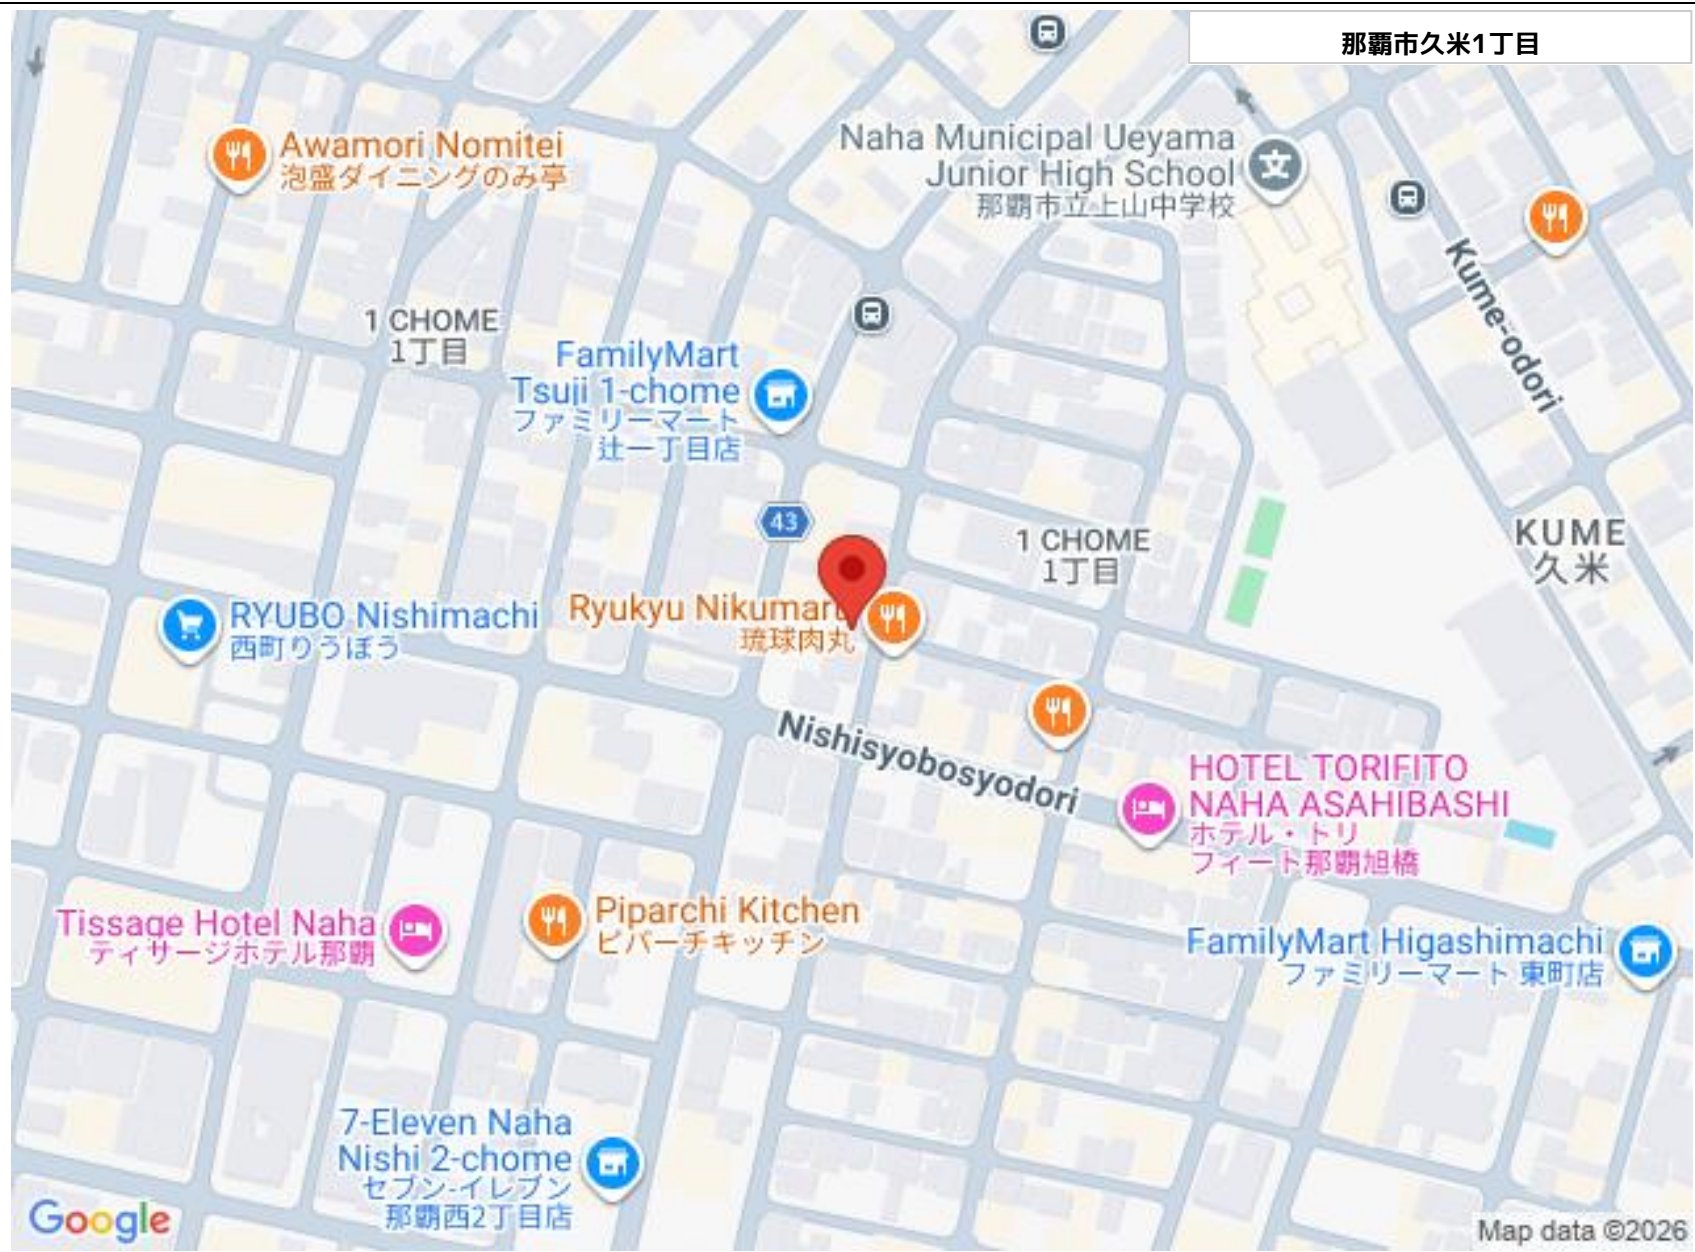 那覇市久米1丁目
Awamori Nomitei
泡盛ダイニングのみ亭
Naha Municipal Ueyama
Junior High School
那覇市立上山中学校
Kume-odori
1 CHOME
1丁目
FamilyMart
Tsuji 1-chome
ファミリーマート
辻一丁目店
43
1 CHOME
1丁目
KUME
久米
RYUBO Nishimachi
西町りうぼう
Ryukyu Nikumaru
琉球肉丸
Nishisyobosyodori
HOTEL TORIFITO
NAHA ASAHIBASHI
ホテル・トリ
フィート那覇旭橋
Tissage Hotel Naha
ティサージホテル那覇
Piparchi Kitchen
ピパーチキッチン
FamilyMart Higashimachi
ファミリーマート 東町店
7-Eleven Naha
Nishi 2-chome
セブン-イレブン
那覇西2丁目店
Google
Map data ©2026